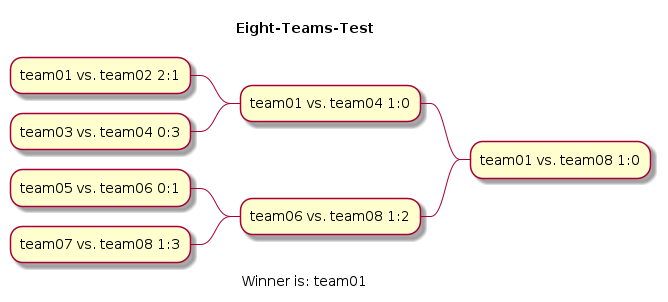 Eight-Teams-Test
team01 vs. team02 2:1
team03 vs. team04 0:3
team05 vs. team06 0:1
team07 vs. team08 1:3
team01 vs. team04 1:0
team06 vs. team08 1:2
team01 vs. team08 1:0
Winner is: team01